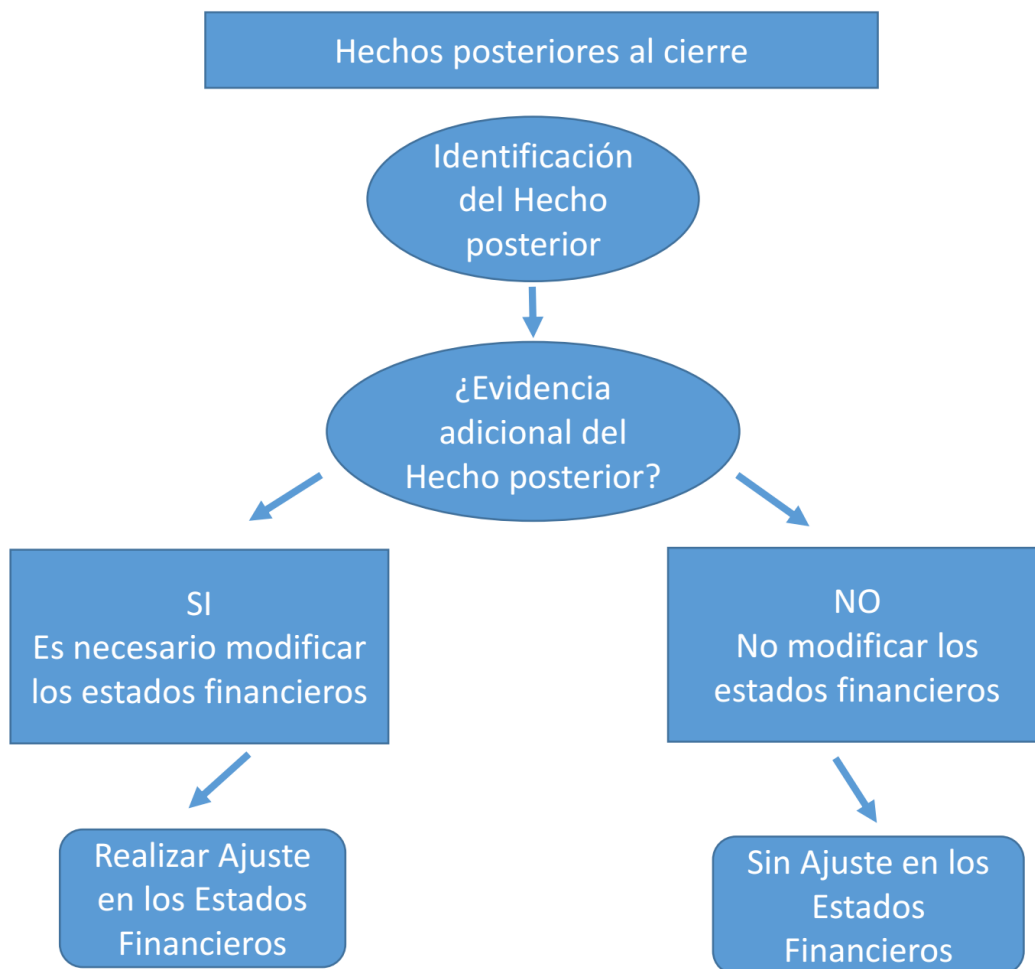 Hechos posteriores al cierre
Identificación
del Hecho
posterior
¿Evidencia
adicional del
Hecho posterior?
SI
Es necesario modificar
los estados financieros
NO
No modificar los
estados financieros
Realizar Ajuste
en los Estados
Financieros
Sin Ajuste en los
Estados
Financieros